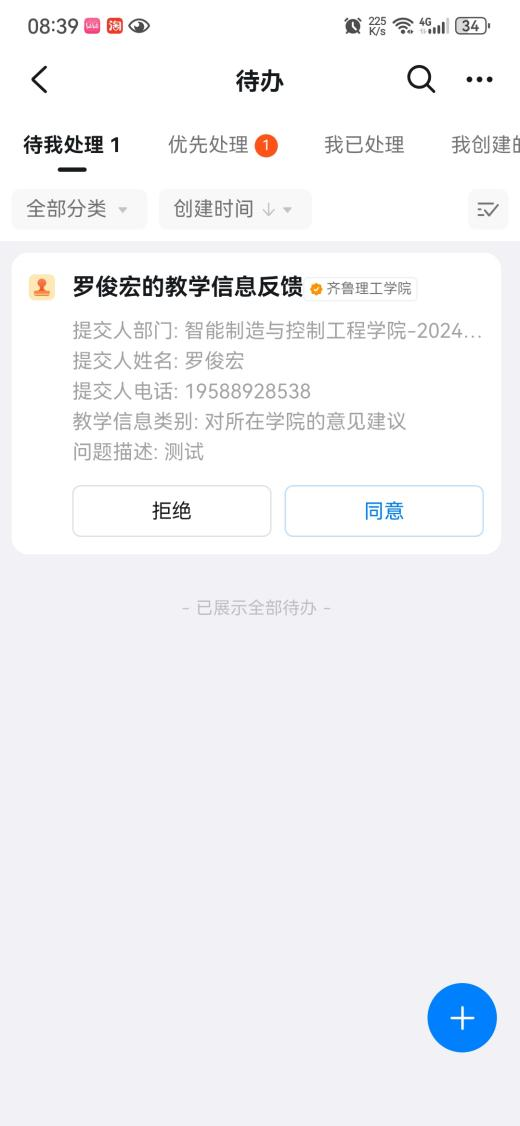 08:39 淘 225 K/s 4G 34
待办
待我处理 1 优先处理 1 我已处理 我创建的
全部分类 创建时间
罗俊宏的教学信息反馈 齐鲁理工学院
提交人部门: 智能制造与控制工程学院-2024...
提交人姓名: 罗俊宏
提交人电话: 19588928538
教学信息类别: 对所在学院的意见建议
问题描述: 测试
拒绝 同意
- 已展示全部待办 -